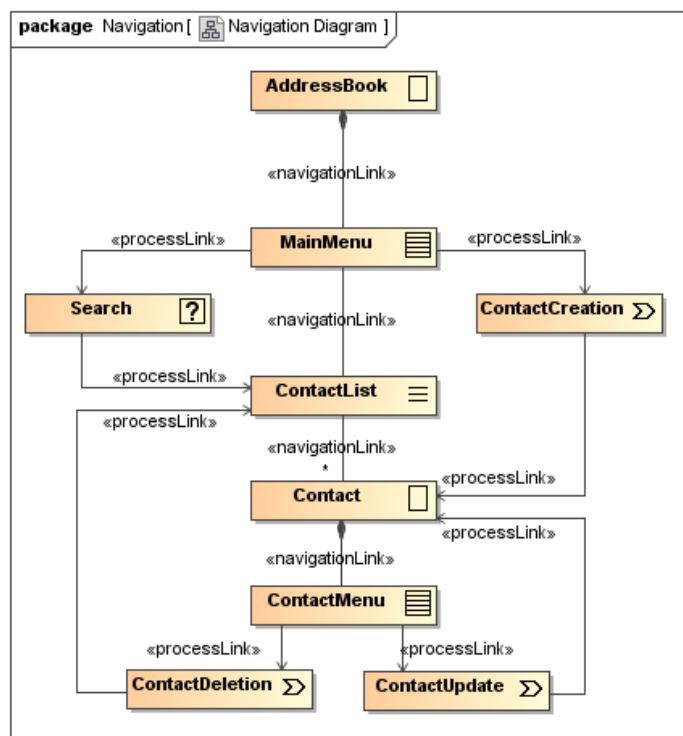 package Navigation [ Navigation Diagram ]
AddressBook
«navigationLink»
«processLink»
MainMenu
«processLink»
Search
?
«navigationLink»
ContactCreation
«processLink»
ContactList
«processLink»
«navigationLink»
*
«processLink»
Contact
«processLink»
«navigationLink»
ContactMenu
«processLink»
«processLink»
ContactDeletion
ContactUpdate